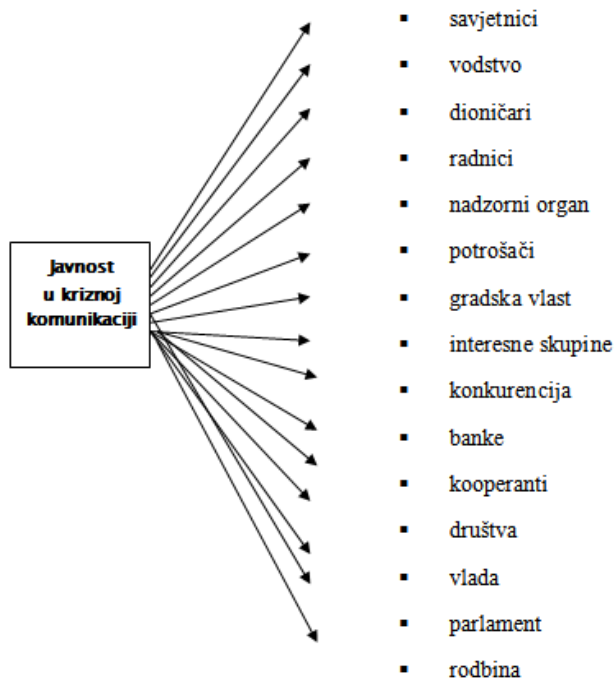 Javnost
u kriznoj
komunikaciji
▪ savjetnici
▪ vodstvo
▪ dioničari
▪ radnici
▪ nadzorni organ
▪ potrošači
▪ gradska vlast
▪ interesne skupine
▪ konkurencija
▪ banke
▪ kooperanti
▪ društva
▪ vlada
▪ parlament
▪ rodbina